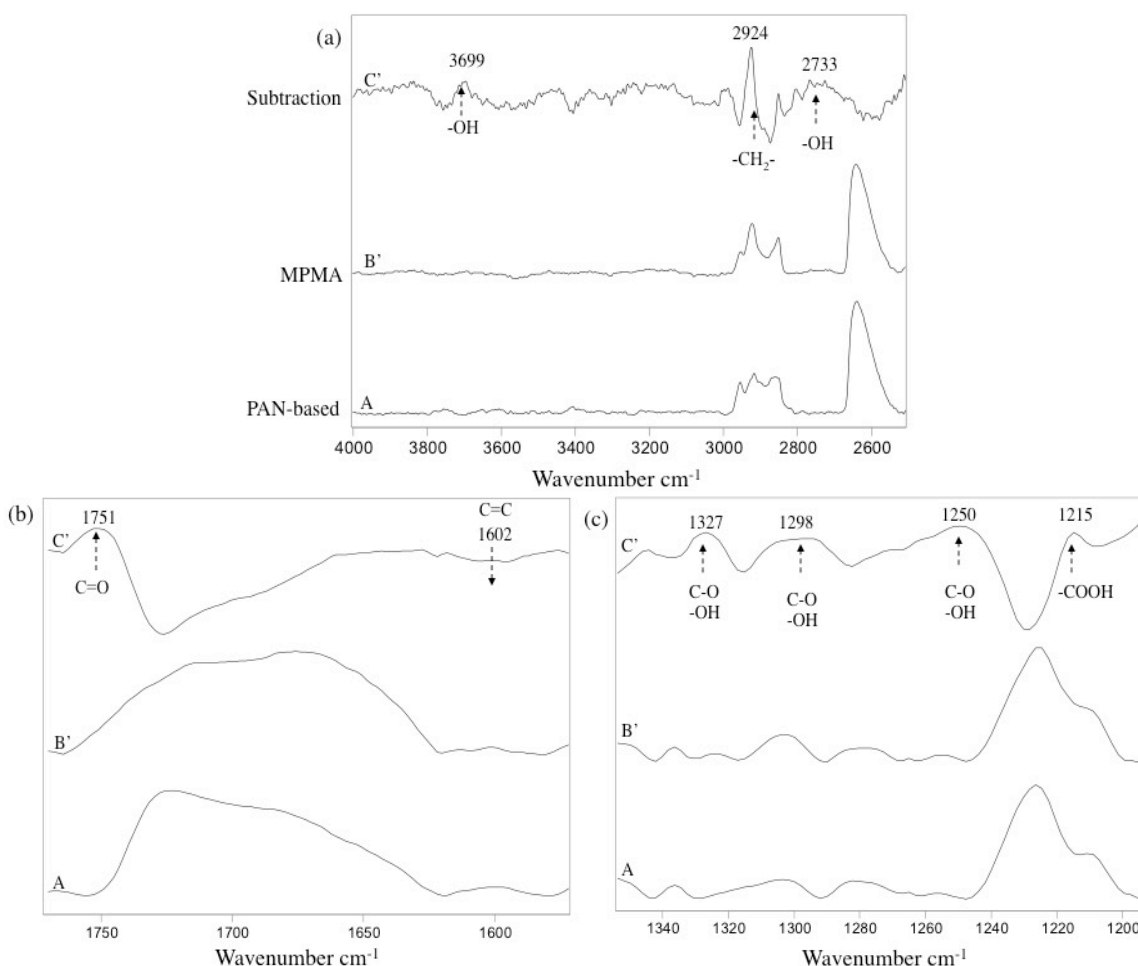 (a)
3699
2924
2733
C’
Subtraction
-OH
-CH2-
-OH
B’
MPMA
A
PAN-based
4000 3800 3600 3400 3200 3000 2800 2600
Wavenumber cm-1
(b)
1751
C=C
1602
C’
C=O
B’
A
1750 1700 1650 1600
Wavenumber cm-1
(c)
1327 1298 1250 1215
C’
C-O
-OH
C-O
-OH
C-O
-OH
-COOH
B’
A
1340 1320 1300 1280 1260 1240 1220 1200
Wavenumber cm-1